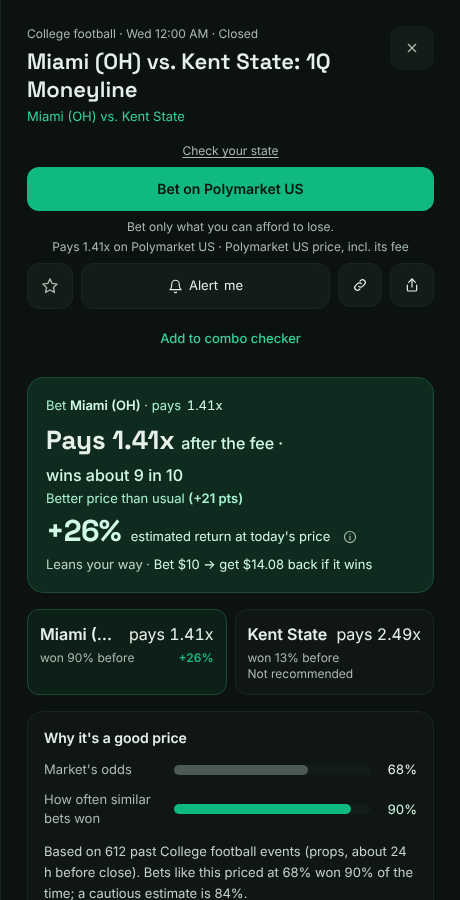 College football · Wed 12:00 AM · Closed
Miami (OH) vs. Kent State: 1Q
Moneyline
Miami (OH) vs. Kent State
Check your state
Bet on Polymarket US
Bet only what you can afford to lose.
Pays 1.41x on Polymarket US · Polymarket US price, incl. its fee
Alert me
Add to combo checker
Bet Miami (OH) · pays 1.41x
Pays 1.41x after the fee ·
wins about 9 in 10
Better price than usual (+21 pts)
+26% estimated return at today's price
Leans your way · Bet $10 → get $14.08 back if it wins
Miami (... pays 1.41x
won 90% before +26%
Kent State pays 2.49x
won 13% before
Not recommended
Why it's a good price
Market's odds 68%
How often similar
bets won 90%
Based on 612 past College football events (props, about 24
h before close). Bets like this priced at 68% won 90% of the
time; a cautious estimate is 84%.